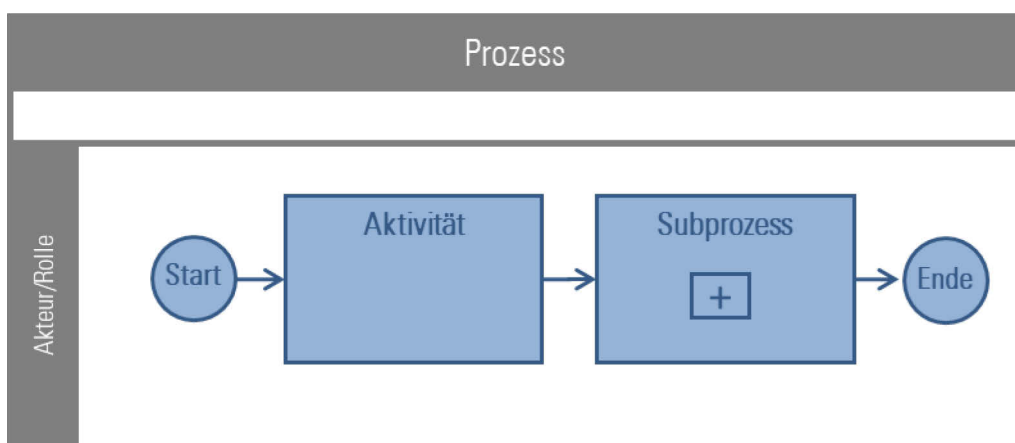 Prozess
Akteur/Rolle
Start
Aktivität
Subprozess
+
Ende